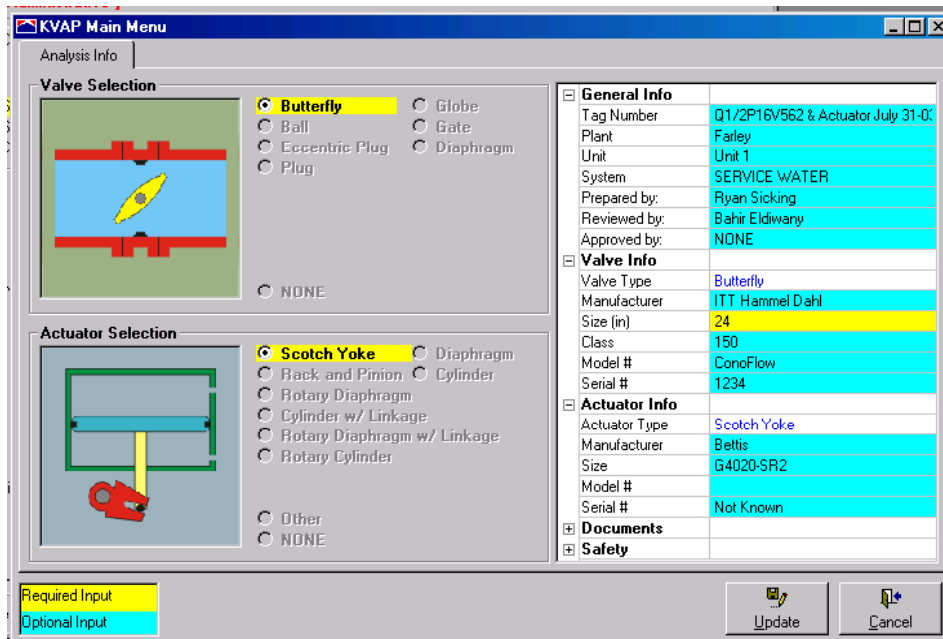 KVAP Main Menu
Analysis Info
Valve Selection
Butterfly
Globe
Ball
Gate
Eccentric Plug
Diaphragm
Plug
NONE
Actuator Selection
Scotch Yoke
Diaphragm
Rack and Pinion
Cylinder
Rotary Diaphragm
Cylinder w/ Linkage
Rotary Diaphragm w/ Linkage
Rotary Cylinder
Other
NONE
General Info
Tag Number Q1/2P16V562 & Actuator July 31-0
Plant Farley
Unit Unit 1
System SERVICE WATER
Prepared by: Ryan Sicking
Reviewed by: Bahir Eldiwany
Approved by: NONE
Valve Info
Valve Type Butterfly
Manufacturer ITT Hammel Dahl
Size (in) 24
Class 150
Model # ConoFlow
Serial # 1234
Actuator Info
Actuator Type Scotch Yoke
Manufacturer Bettis
Size G4020-SR2
Model #
Serial # Not Known
Documents
Safety
Required Input
Optional Input
Update
Cancel